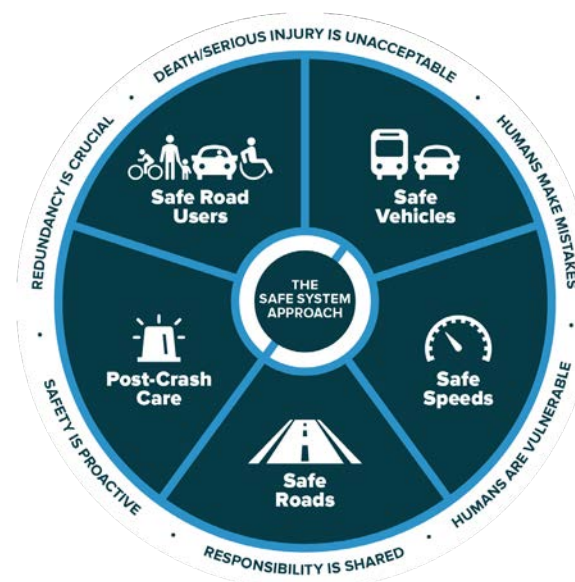 DEATH/SERIOUS INJURY IS UNACCEPTABLE
HUMANS MAKE MISTAKES
HUMANS ARE VULNERABLE
RESPONSIBILITY IS SHARED
SAFETY IS PROACTIVE
REDUNDANCY IS CRUCIAL
Safe Road
Users
Safe
Vehicles
THE
SAFE SYSTEM
APPROACH
Post-Crash
Care
Safe
Speeds
Safe
Roads